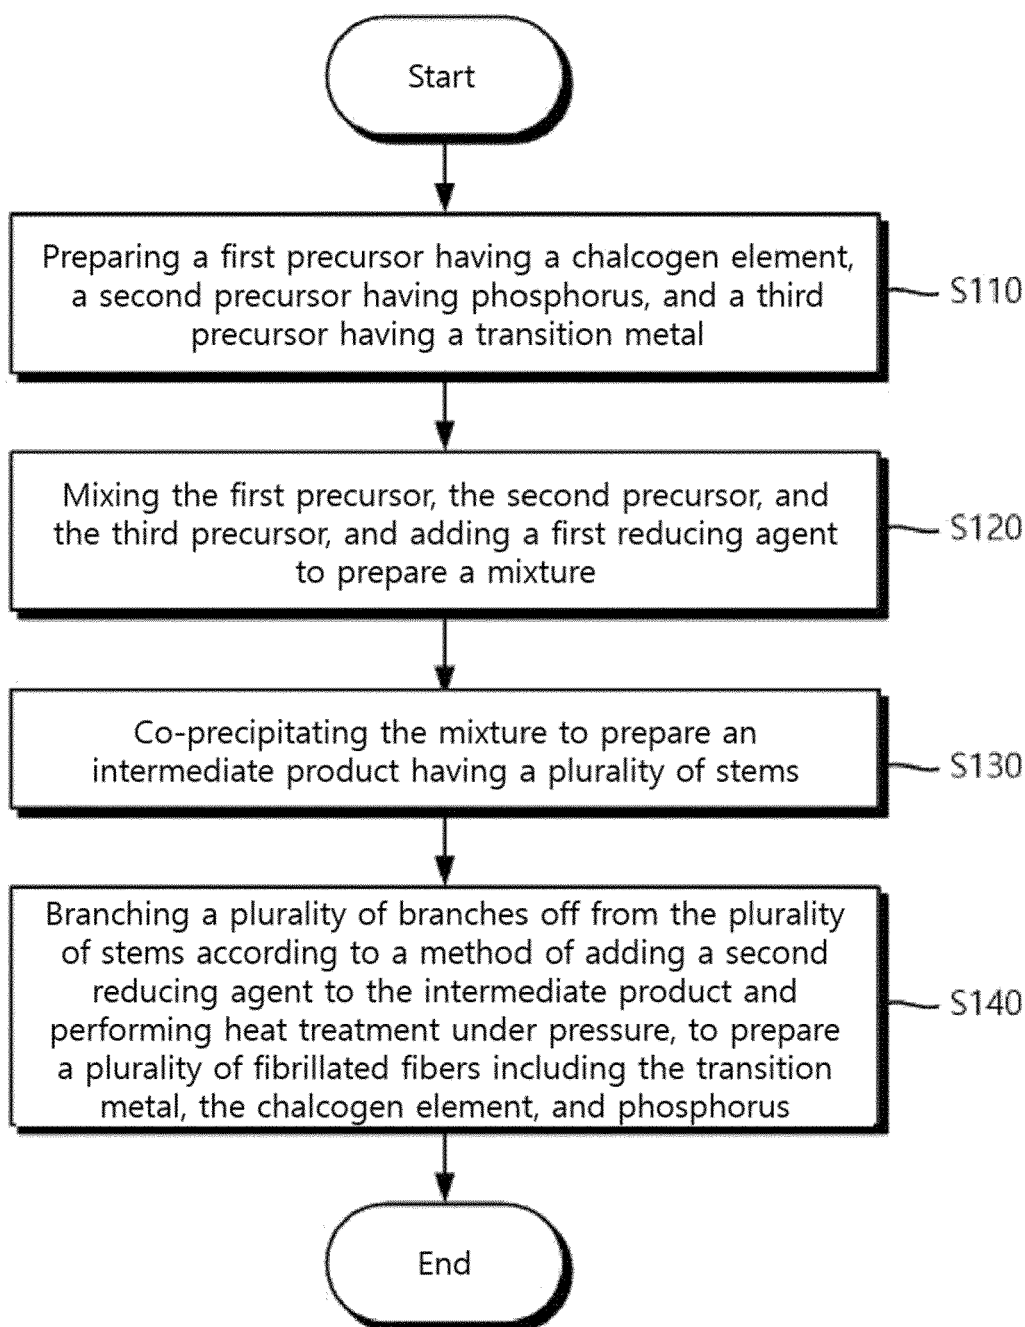 Start
Preparing a first precursor having a chalcogen element,
a second precursor having phosphorus, and a third
precursor having a transition metal
S110
Mixing the first precursor, the second precursor, and
the third precursor, and adding a first reducing agent
to prepare a mixture
S120
Co-precipitating the mixture to prepare an
intermediate product having a plurality of stems
S130
Branching a plurality of branches off from the plurality
of stems according to a method of adding a second
reducing agent to the intermediate product and
performing heat treatment under pressure, to prepare
a plurality of fibrillated fibers including the transition
metal, the chalcogen element, and phosphorus
S140
End